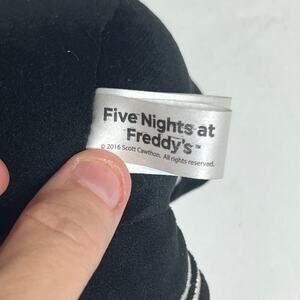 Five Nights at
Freddy's™
© 2016 Scott Cawthon. All rights reserved.